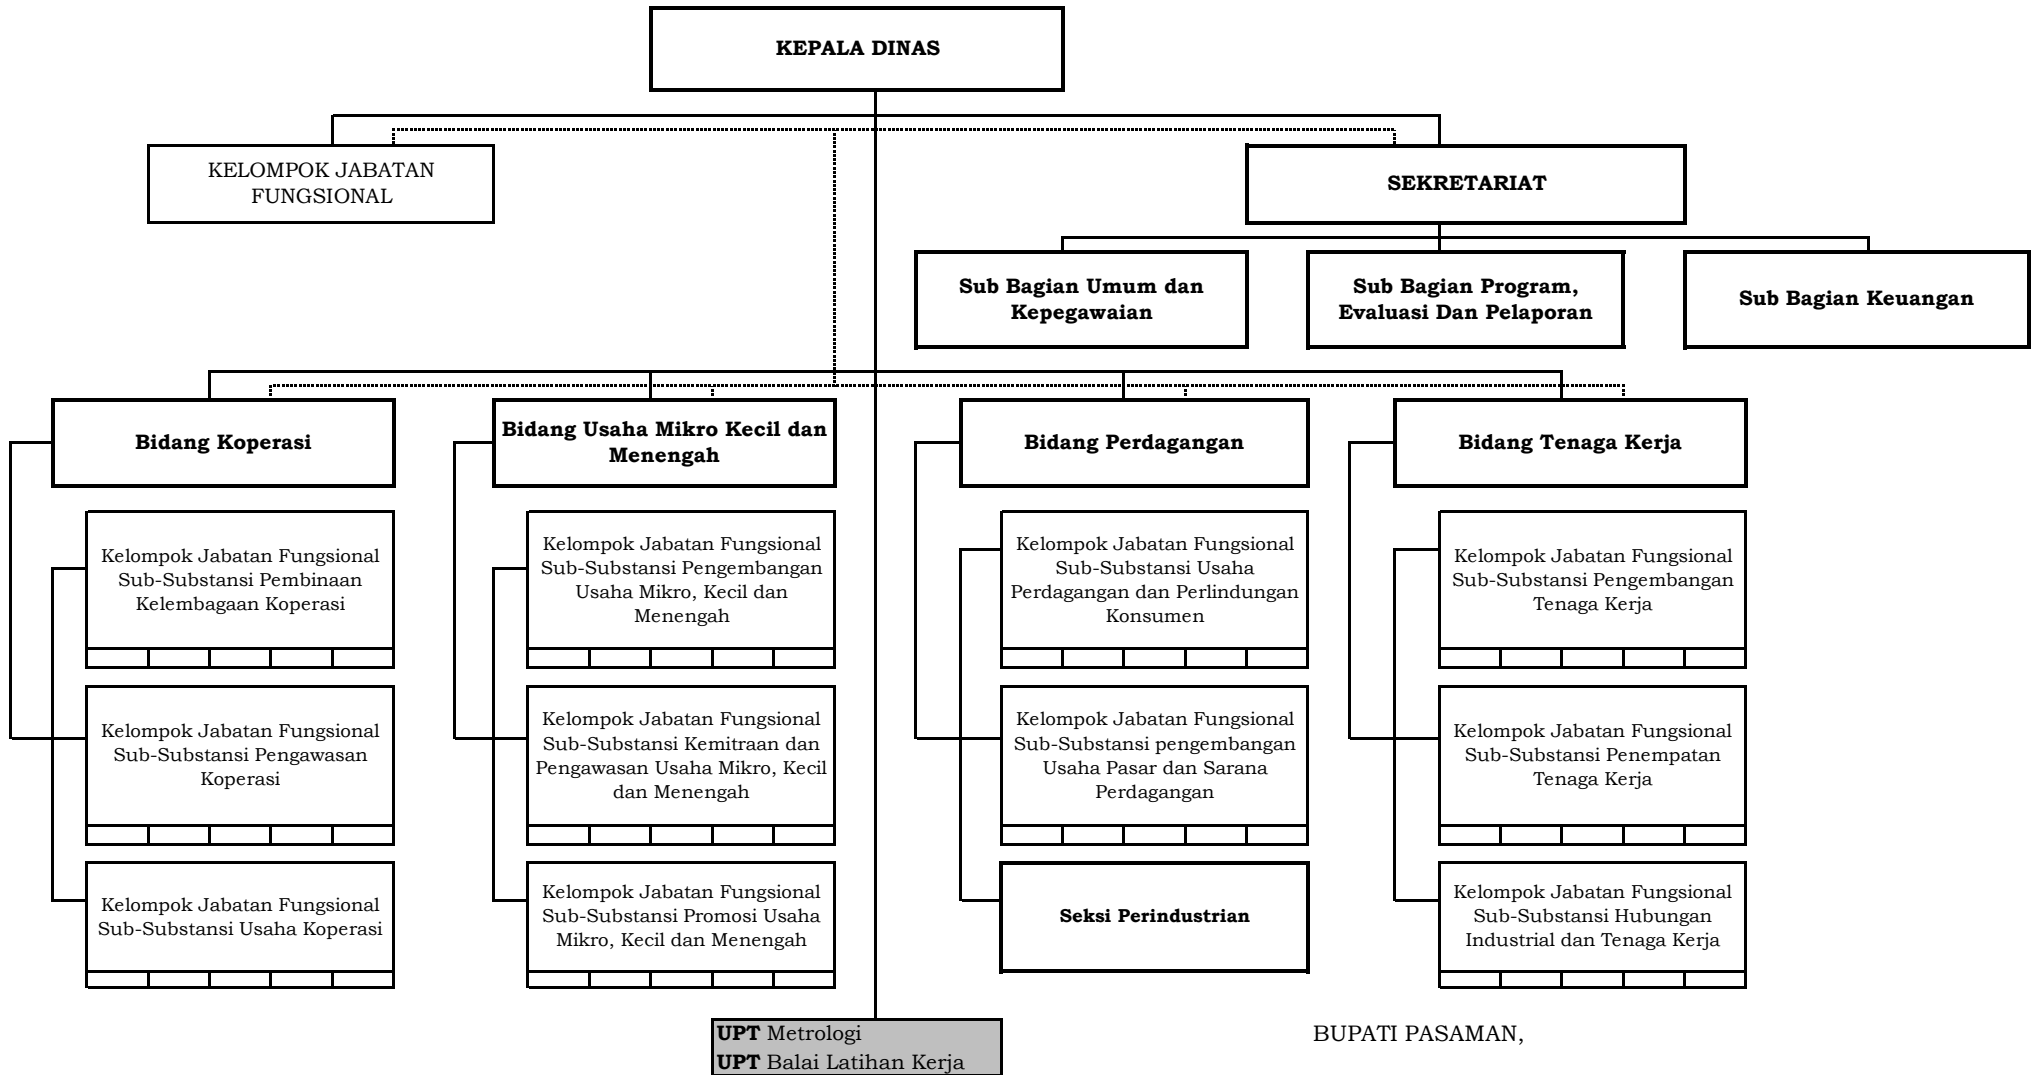 KEPALA DINAS
KELOMPOK JABATAN
FUNGSIONAL
SEKRETARIAT
Sub Bagian Umum dan
Kepegawaian
Sub Bagian Program,
Evaluasi Dan Pelaporan
Sub Bagian Keuangan
Bidang Koperasi
Bidang Usaha Mikro Kecil dan
Menengah
Bidang Perdagangan
Bidang Tenaga Kerja
Kelompok Jabatan Fungsional
Sub-Substansi Pembinaan
Kelembagaan Koperasi
Kelompok Jabatan Fungsional
Sub-Substansi Pengembangan
Usaha Mikro, Kecil dan
Menengah
Kelompok Jabatan Fungsional
Sub-Substansi Usaha
Perdagangan dan Perlindungan
Konsumen
Kelompok Jabatan Fungsional
Sub-Substansi Pengembangan
Tenaga Kerja
Kelompok Jabatan Fungsional
Sub-Substansi Pengawasan
Koperasi
Kelompok Jabatan Fungsional
Sub-Substansi Kemitraan dan
Pengawasan Usaha Mikro, Kecil
dan Menengah
Kelompok Jabatan Fungsional
Sub-Substansi pengembangan
Usaha Pasar dan Sarana
Perdagangan
Kelompok Jabatan Fungsional
Sub-Substansi Penempatan
Tenaga Kerja
Kelompok Jabatan Fungsional
Sub-Substansi Usaha Koperasi
Kelompok Jabatan Fungsional
Sub-Substansi Promosi Usaha
Mikro, Kecil dan Menengah
Seksi Perindustrian
Kelompok Jabatan Fungsional
Sub-Substansi Hubungan
Industrial dan Tenaga Kerja
UPT Metrologi
UPT Balai Latihan Kerja
BUPATI PASAMAN,